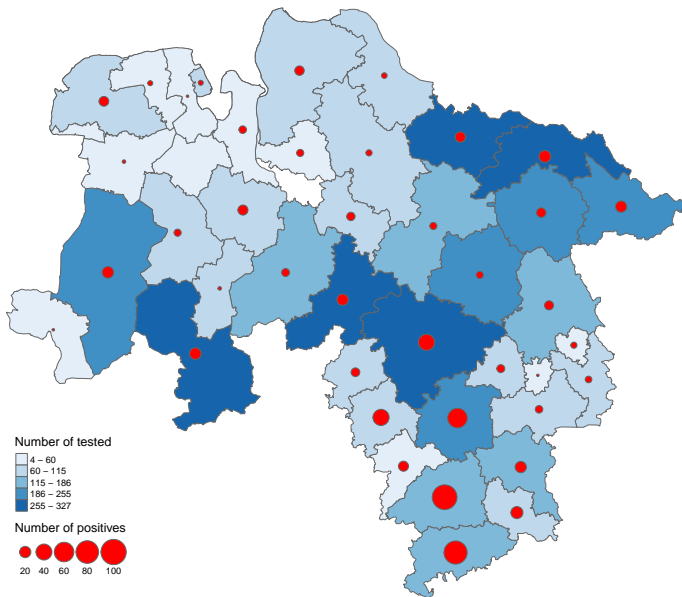 Number of tested
4 – 60
60 – 115
115 – 186
186 – 255
255 – 327
Number of positives
20 40 60 80 100